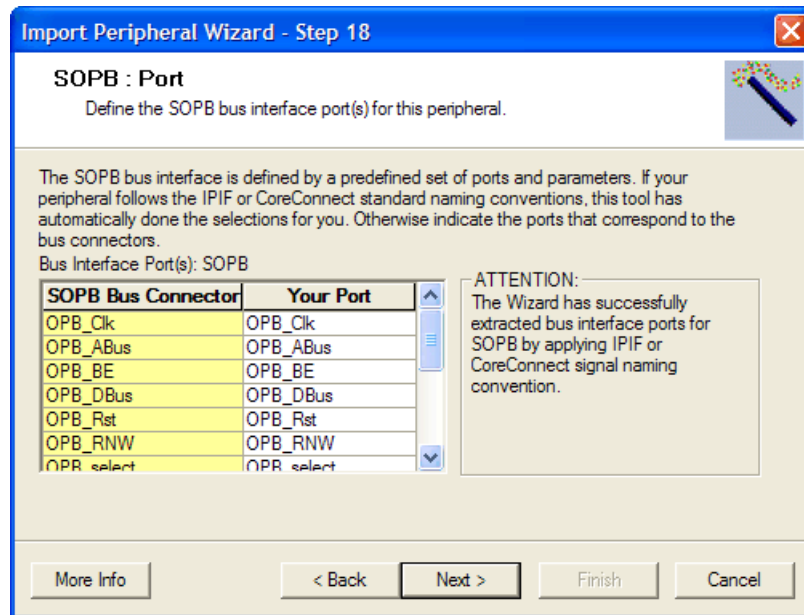 Import Peripheral Wizard - Step 18
SOPB : Port
Define the SOPB bus interface port(s) for this peripheral.
The SOPB bus interface is defined by a predefined set of ports and parameters. If your
peripheral follows the IPIF or CoreConnect standard naming conventions, this tool has
automatically done the selections for you. Otherwise indicate the ports that correspond to the
bus connectors.
Bus Interface Port(s): SOPB
SOPB Bus Connector Your Port
OPB_Clk OPB_Clk
OPB_ABus OPB_ABus
OPB_BE OPB_BE
OPB_DBus OPB_DBus
OPB_Rst OPB_Rst
OPB_RNW OPB_RNW
OPB_select OPB_select
ATTENTION:
The Wizard has successfully
extracted bus interface ports for
SOPB by applying IPIF or
CoreConnect signal naming
convention.
More Info < Back Next > Finish Cancel